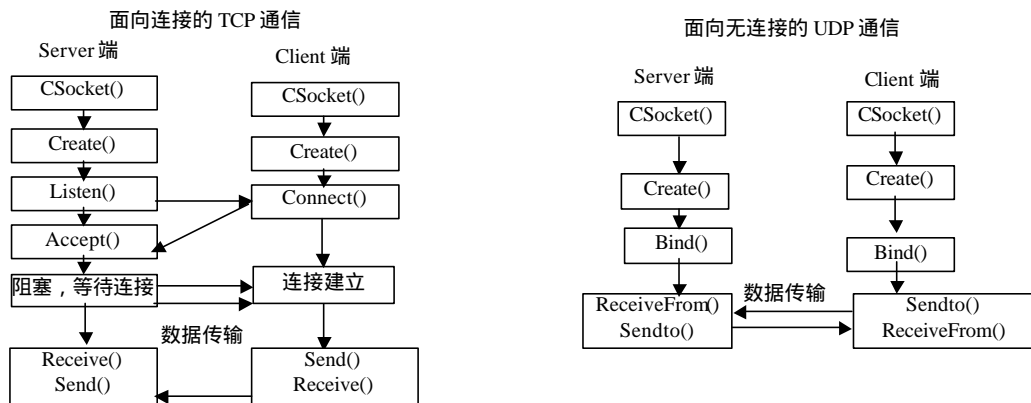 面向连接的 TCP 通信
Server 端
Client 端
CSocket()
CSocket()
Create()
Create()
Listen()
Connect()
Accept()
阻塞，等待连接
连接建立
数据传输
Receive()
Send()
Send()
Receive()
面向无连接的 UDP 通信
Server 端
Client 端
CSocket()
CSocket()
Create()
Create()
Bind()
Bind()
数据传输
ReceiveFrom()
Sendto()
Sendto()
ReceiveFrom()